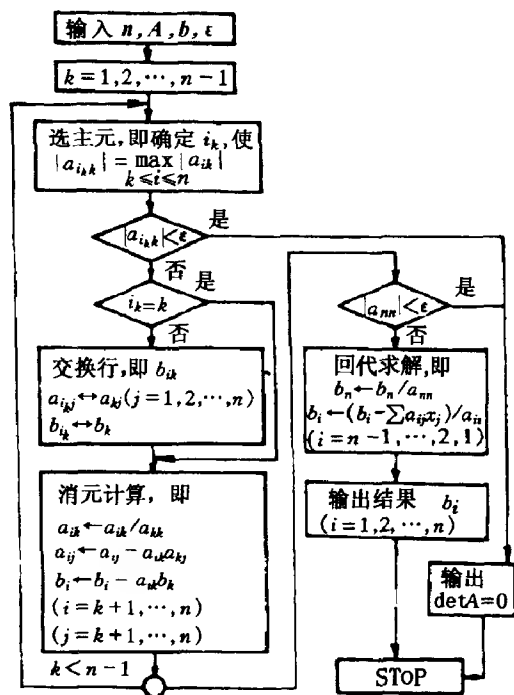 输入 n, A, b, ε
k=1,2,⋯,n-1
选主元,即确定 i_k,使
|a_{i_k k}|=max|a_{ik}|
k≤i≤n
|a_{i_k k}|<ε
是
否
是
i_k=k
否
交换行,即 b_{ik}
a_{i_k j}↔a_{kj}(j=1,2,⋯,n)
b_{i_k}↔b_k
消元计算, 即
a_{ik}←a_{ik}/a_{kk}
a_{ij}←a_{ij}-a_{ik}a_{kj}
b_i←b_i-a_{ik}b_k
(i=k+1,⋯,n)
(j=k+1,⋯,n)
k<n-1
|a_{nn}|<ε
是
否
回代求解,即
b_n←b_n/a_{nn}
b_i←(b_i-∑a_{ij}x_j)/a_{ii}
(i=n-1,⋯,2,1)
输出结果 b_i
(i=1,2,⋯,n)
输出
detA=0
STOP